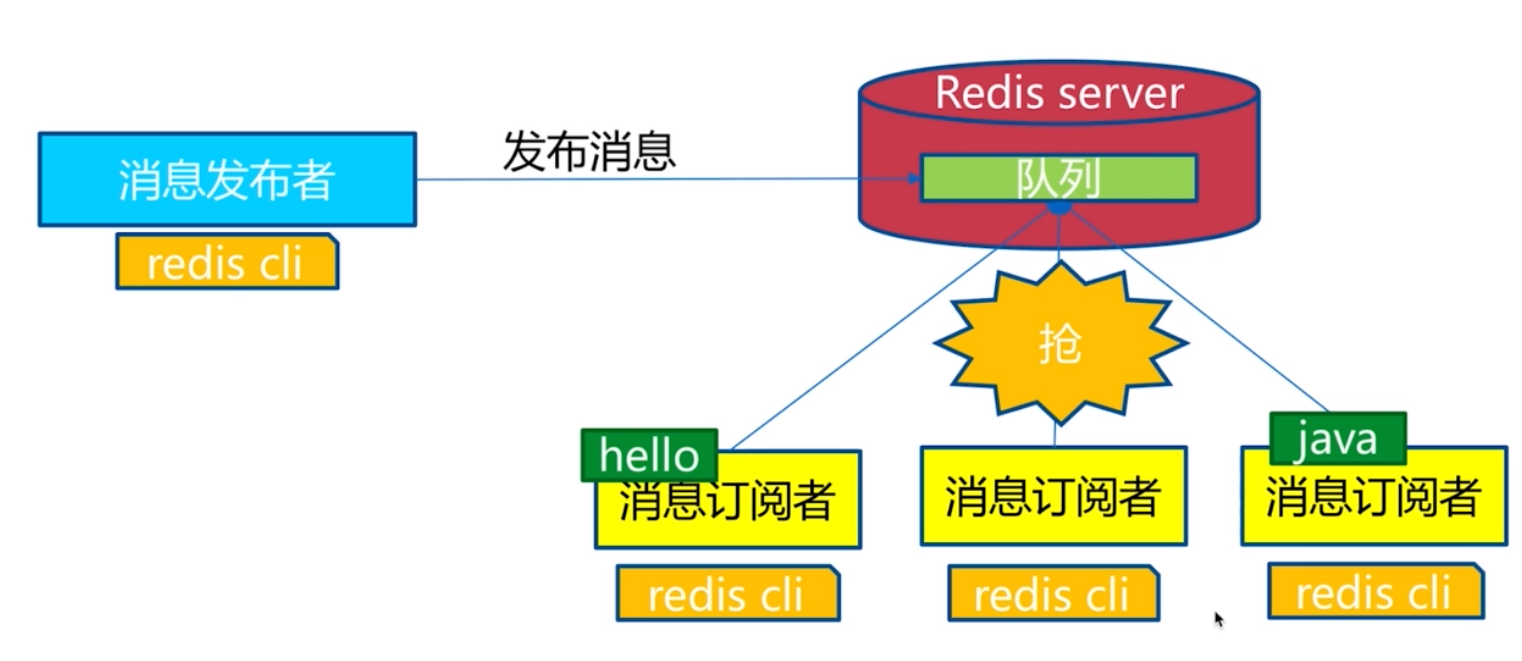 Redis server
发布消息
消息发布者
队列
redis cli
抢
hello
java
消息订阅者
消息订阅者
消息订阅者
redis cli
redis cli
redis cli